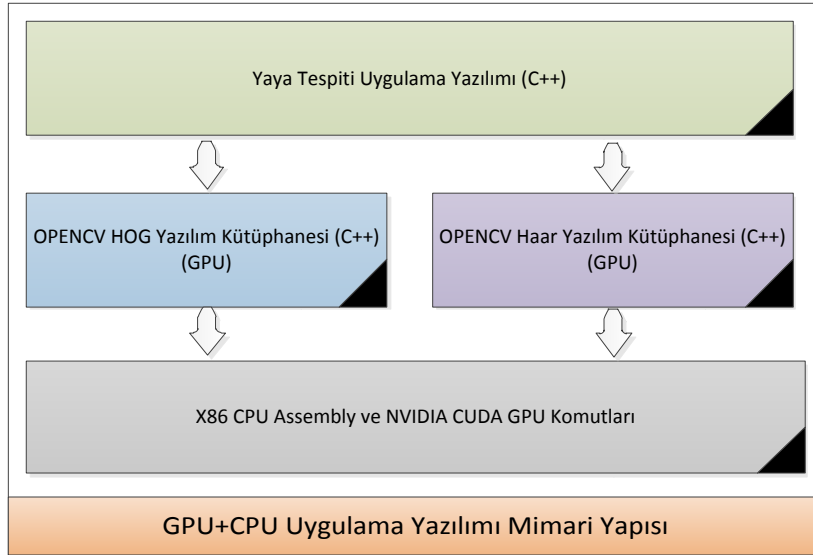 Yaya Tespiti Uygulama Yazılımı (C++)
OPENCV HOG Yazılım Kütüphanesi (C++)
(GPU)
OPENCV Haar Yazılım Kütüphanesi (C++)
(GPU)
X86 CPU Assembly ve NVIDIA CUDA GPU Komutları
GPU+CPU Uygulama Yazılımı Mimari Yapısı